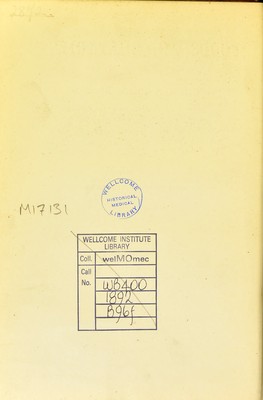 WELLCOME
HISTORICAL
MEDICAL
LIBRARY
M17131
WELLCOME INSTITUTE
LIBRARY
Coll. welMOmec
Call
No. WB400
1892
B96f